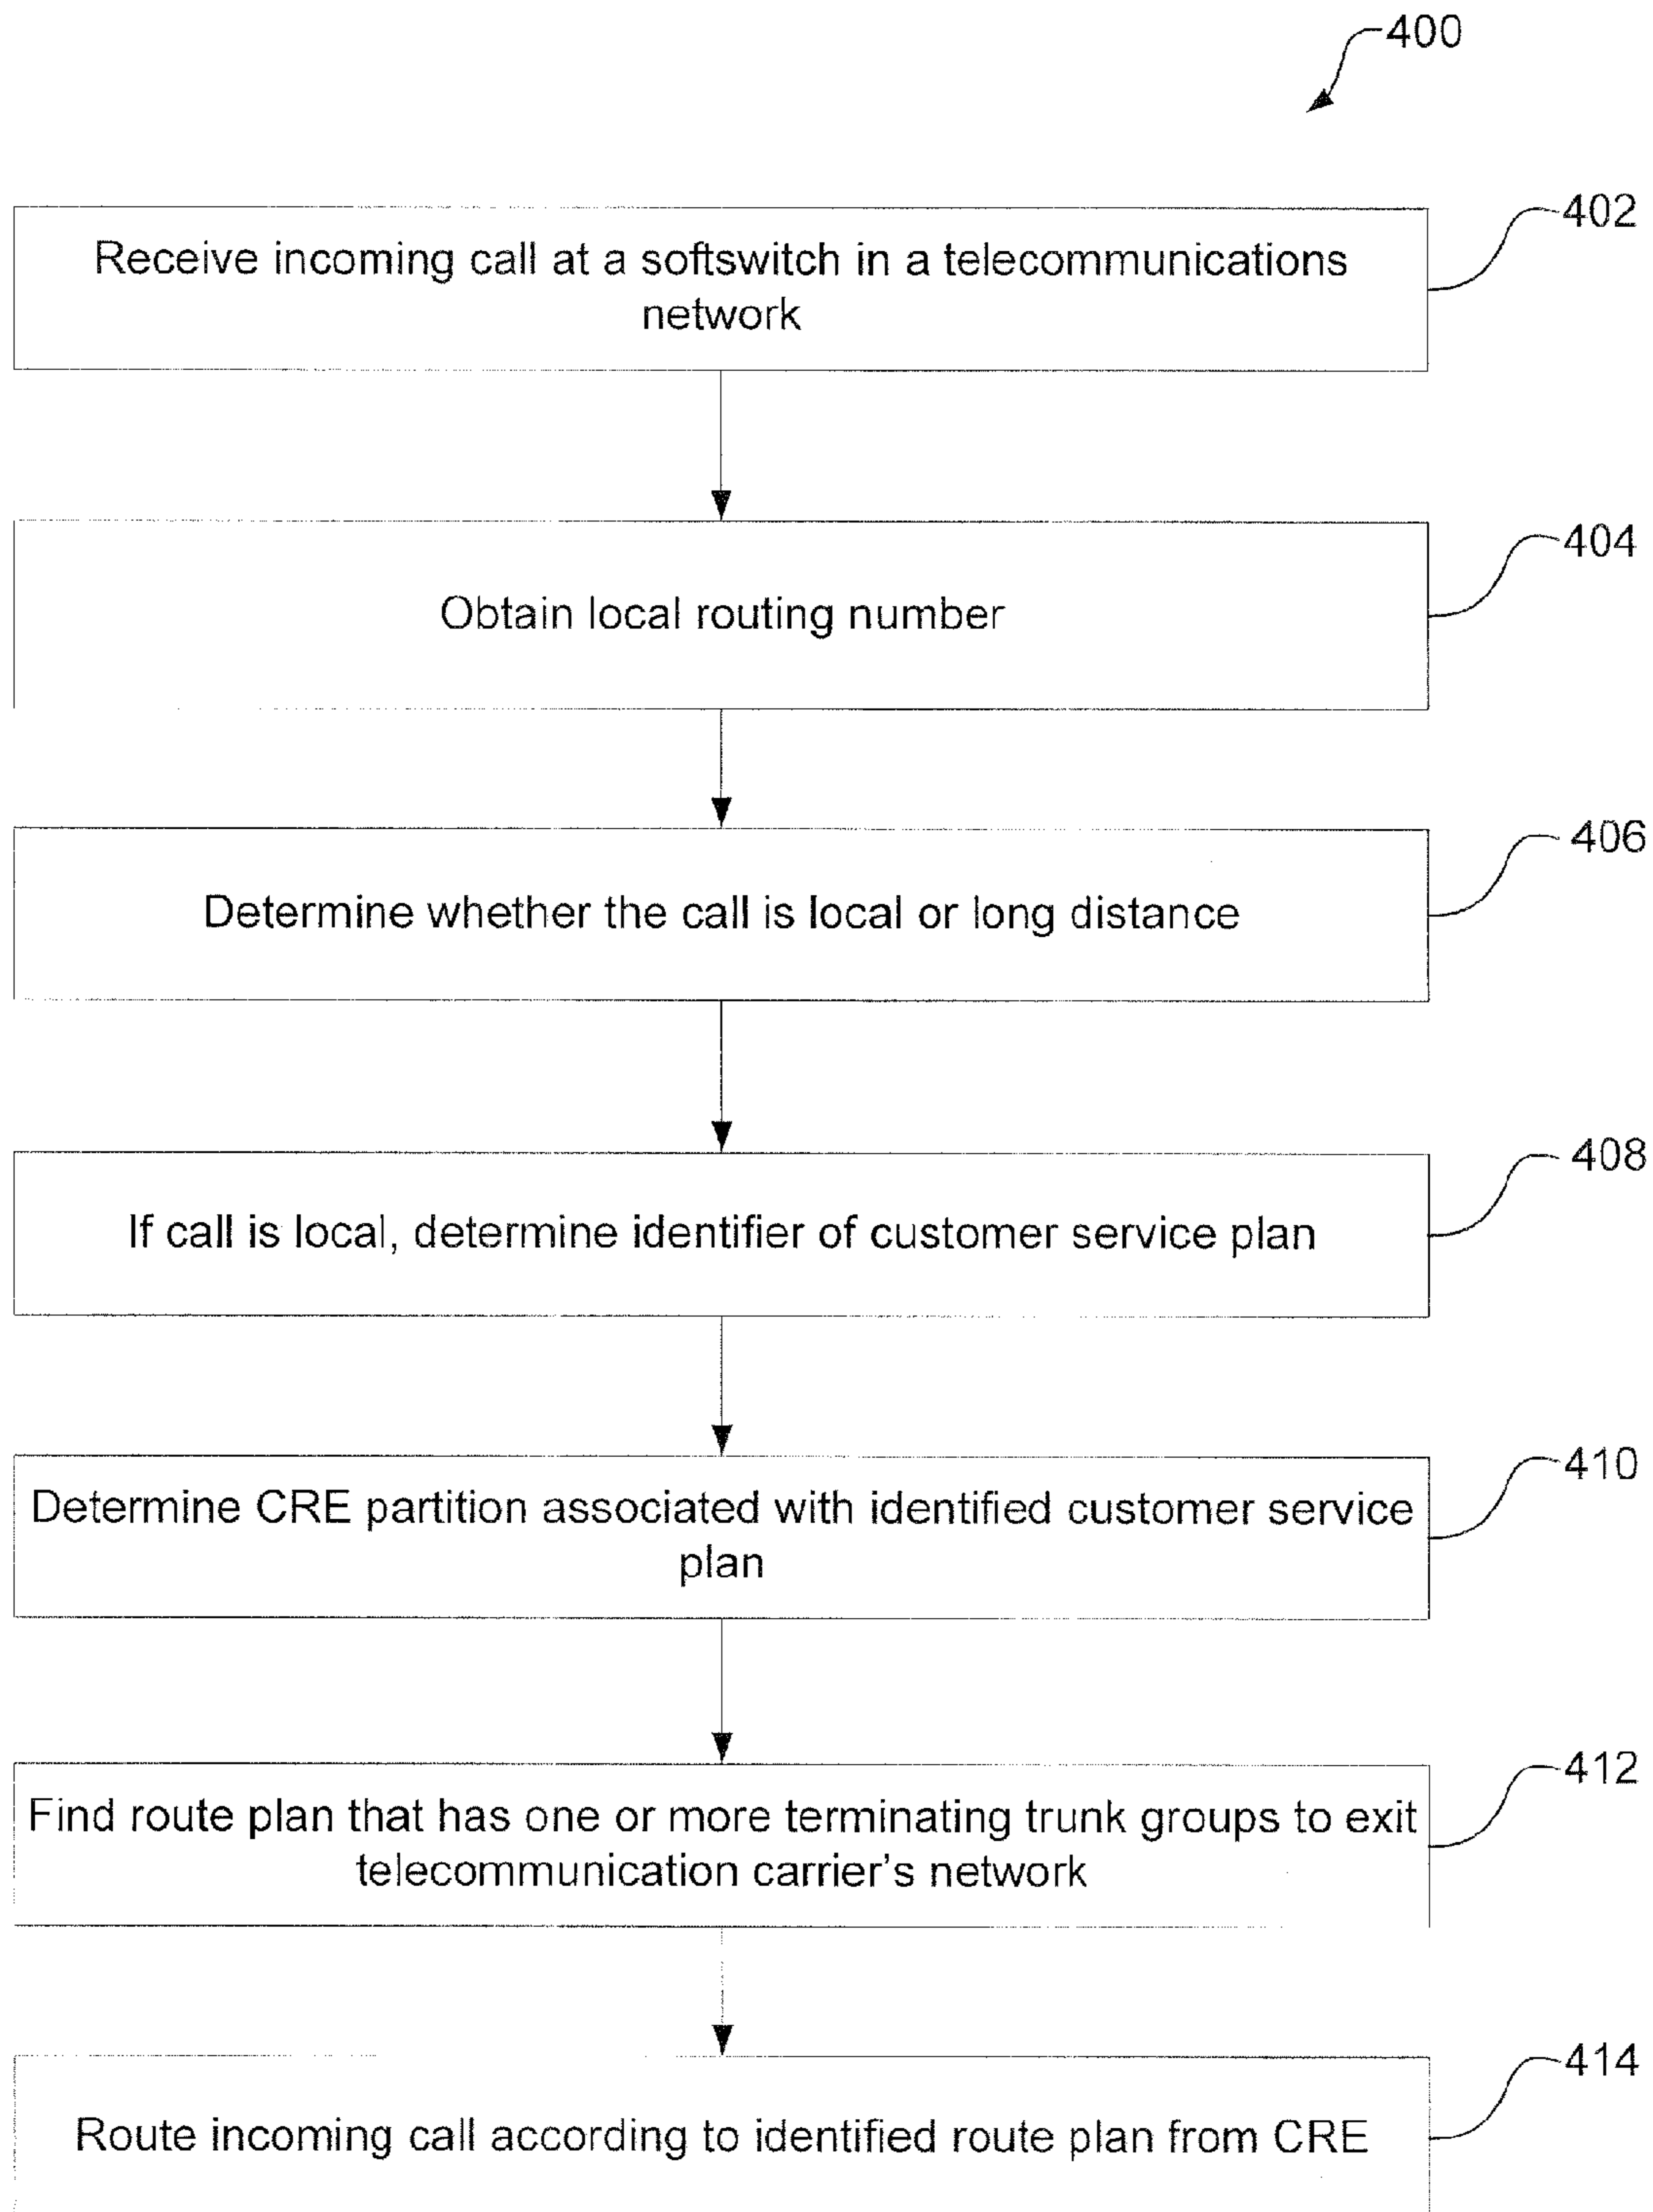 400
402
Receive incoming call at a softswitch in a telecommunications
network
404
Obtain local routing number
406
Determine whether the call is local or long distance
408
If call is local, determine identifier of customer service plan
410
Determine CRE partition associated with identified customer service
plan
412
Find route plan that has one or more terminating trunk groups to exit
telecommunication carrier's network
414
Route incoming call according to identified route plan from CRE